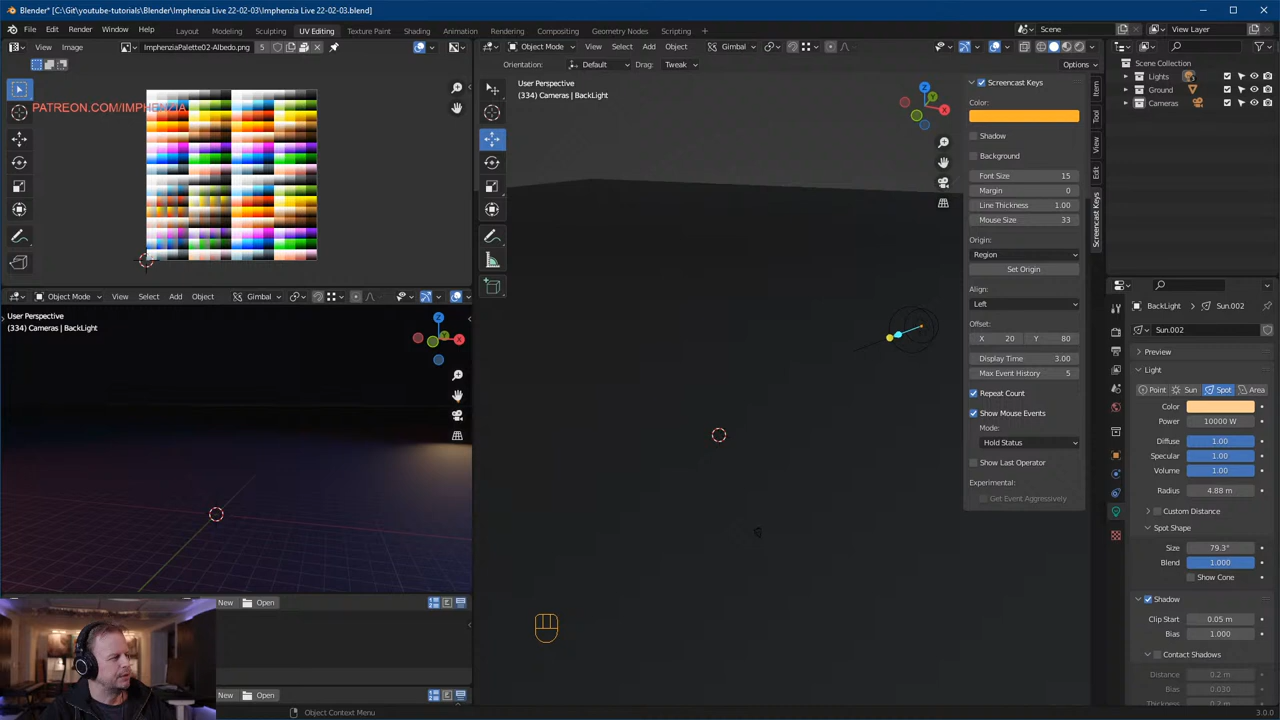 Blender* [C:\Git\youtube-tutorials\Blender\Imphenzia Live 22-02-03\Imphenzia Live 22-02-03.blend]
File Edit Render Window Help Layout Modeling Sculpting UV Editing Texture Paint Shading Animation Rendering Compositing Geometry Nodes Scripting + Scene View Layer
View Image ImphenziaPalette02-Albedo.png 5
Object Mode View Select Add Object Gimbal
Orientation: Default Drag: Tweak Options
User Perspective
(334) Cameras | BackLight
PATREON.COM/IMPHENZIA
Screencast Keys
Color:
Shadow
Background
Font Size 15
Margin 0
Line Thickness 1.00
Mouse Size 33
Origin:
Region
Set Origin
Align:
Left
Offset:
X 20 Y 80
Display Time 3.00
Max Event History 5
Repeat Count
Show Mouse Events
Mode:
Hold Status
Show Last Operator
Experimental:
Get Event Aggressively
Item
Tool
View
Edit
Screencast Keys
Scene Collection
Lights
Ground
Cameras
Object Mode View Select Add Object Gimbal
User Perspective
(334) Cameras | BackLight
New Open
New Open
BackLight Sun.002
Sun.002
Preview
Light
Point Sun Spot Area
Color
Power 10000 W
Diffuse 1.00
Specular 1.00
Volume 1.00
Radius 4.88 m
Custom Distance
Spot Shape
Size 79.3°
Blend 1.000
Show Cone
Shadow
Clip Start 0.05 m
Bias 1.000
Contact Shadows
Distance 0.2 m
Bias 0.030
Object Context Menu
3.0.0